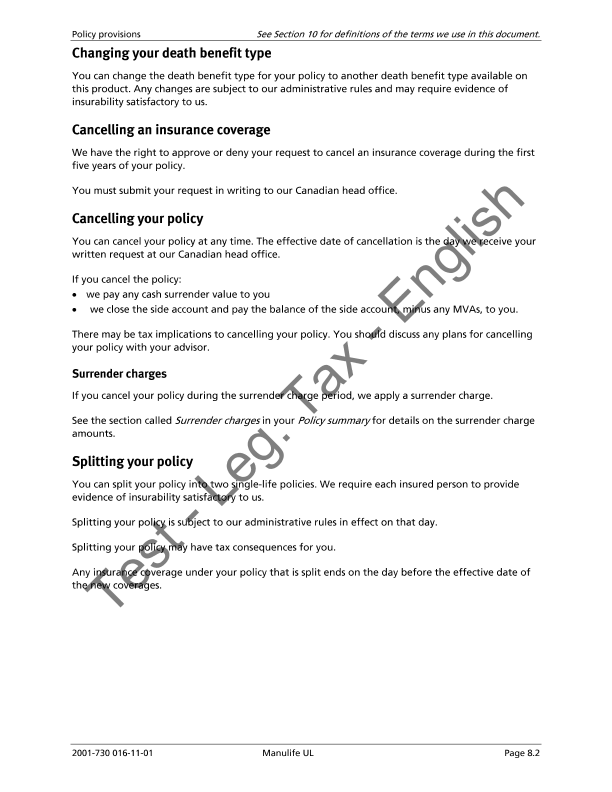 Policy provisions See Section 10 for definitions of the terms we use in this document.
Changing your death benefit type
You can change the death benefit type for your policy to another death benefit type available on
this product. Any changes are subject to our administrative rules and may require evidence of
insurability satisfactory to us.
Cancelling an insurance coverage
We have the right to approve or deny your request to cancel an insurance coverage during the first
five years of your policy.
You must submit your request in writing to our Canadian head office.
Cancelling your policy
You can cancel your policy at any time. The effective date of cancellation is the day we receive your
written request at our Canadian head office.
If you cancel the policy:
• we pay any cash surrender value to you
• we close the side account and pay the balance of the side account, minus any MVAs, to you.
There may be tax implications to cancelling your policy. You should discuss any plans for cancelling
your policy with your advisor.
Surrender charges
If you cancel your policy during the surrender charge period, we apply a surrender charge.
See the section called Surrender charges in your Policy summary for details on the surrender charge
amounts.
Splitting your policy
You can split your policy into two single-life policies. We require each insured person to provide
evidence of insurability satisfactory to us.
Splitting your policy is subject to our administrative rules in effect on that day.
Splitting your policy may have tax consequences for you.
Any insurance coverage under your policy that is split ends on the day before the effective date of
the new coverages.
Test - Leg. Tax - English
2001-730 016-11-01 Manulife UL Page 8.2